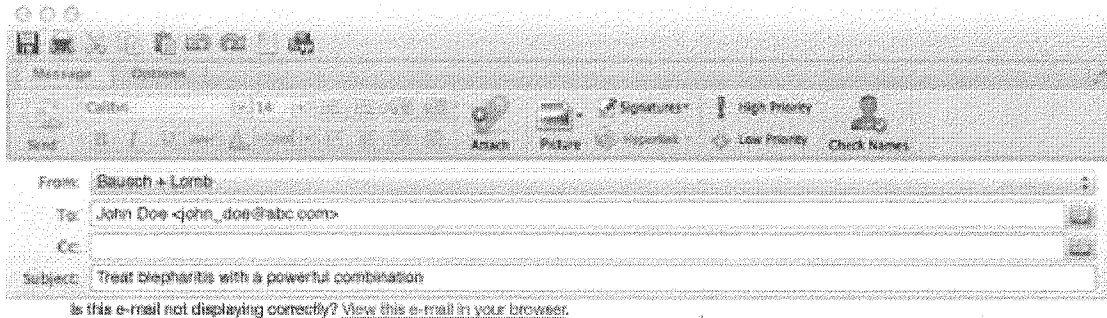 Message Options
Calibri 14
Signatures High Priority
Send Attach Picture Hyperlink Low Priority Check Names
From: Bausch + Lomb
To: John Doe <john_doe@abc.com>
Cc:
Subject: Treat blepharitis with a powerful combination
Is this e-mail not displaying correctly? View this e-mail in your browser.